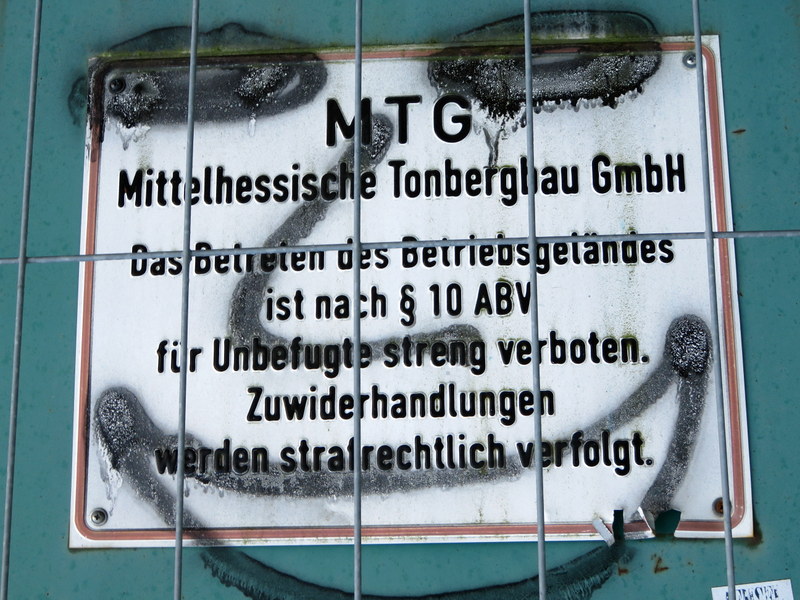 MTG
Mittelhessische Tonbergbau GmbH
Das Betreten des Betriebsgeländes
ist nach § 10 ABV
für Unbefugte streng verboten.
Zuwiderhandlungen
werden strafrechtlich verfolgt.